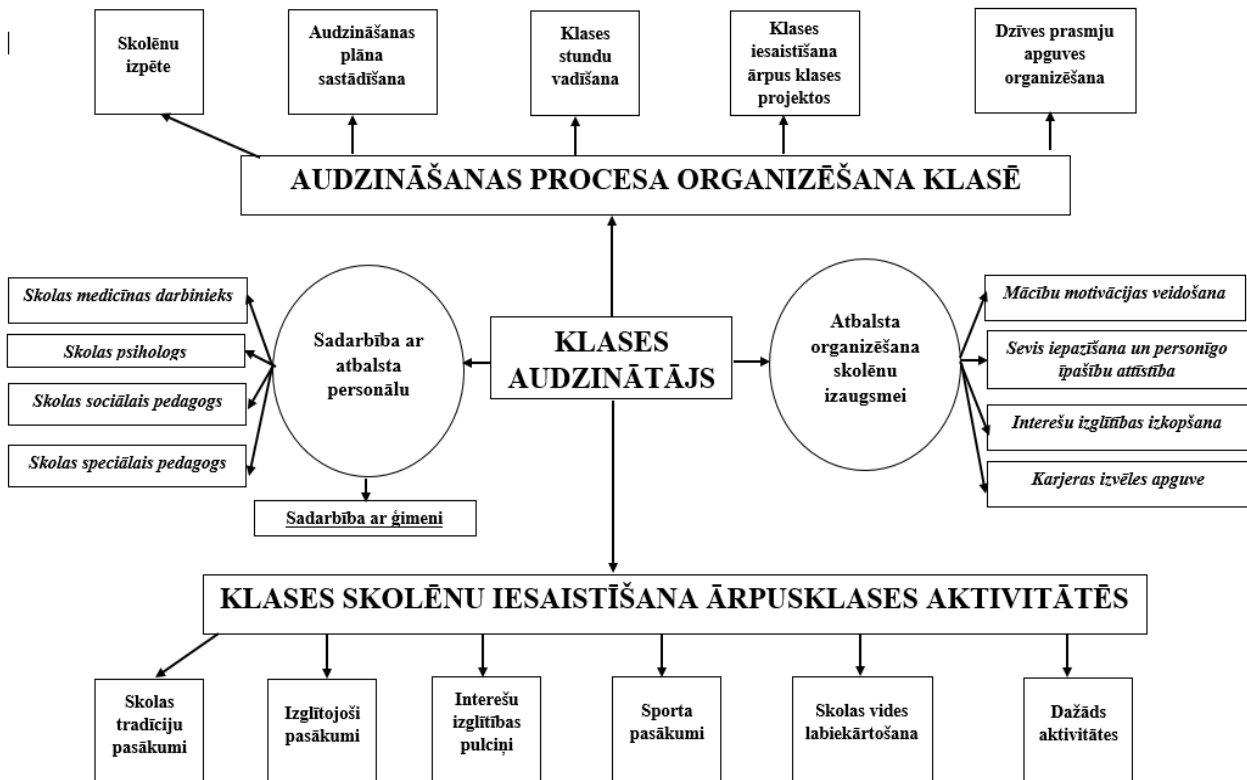 Skolēnu
izpēte
Audzināšanas
plāna
sastādīšana
Klases
stundu
vadīšana
Klases
iesaistīšana
ārpus klases
projektos
Dzīves prasmju
apguves
organizēšana
AUDZINĀŠANAS PROCESA ORGANIZĒŠANA KLASĒ
Skolas medicīnas darbinieks
Skolas psihologs
Skolas sociālais pedagogs
Skolas speciālais pedagogs
Sadarbība ar
atbalsta
personālu
Sadarbība ar ģimeni
KLASES
AUDZINĀTĀJS
Atbalsta
organizēšana
skolēnu
izaugsmei
Mācību motivācijas veidošana
Sevis iepazīšana un personīgo
īpašību attīstība
Interešu izglītības izkopšana
Karjeras izvēles apguve
KLASES SKOLĒNU IESAISTĪŠANA ĀRPUSKLASES AKTIVITĀTĒS
Skolas
tradīciju
pasākumi
Izglītojoši
pasākumi
Interešu
izglītības
pulciņi
Sporta
pasākumi
Skolas vides
labiekārtošana
Dažāds
aktivitātes